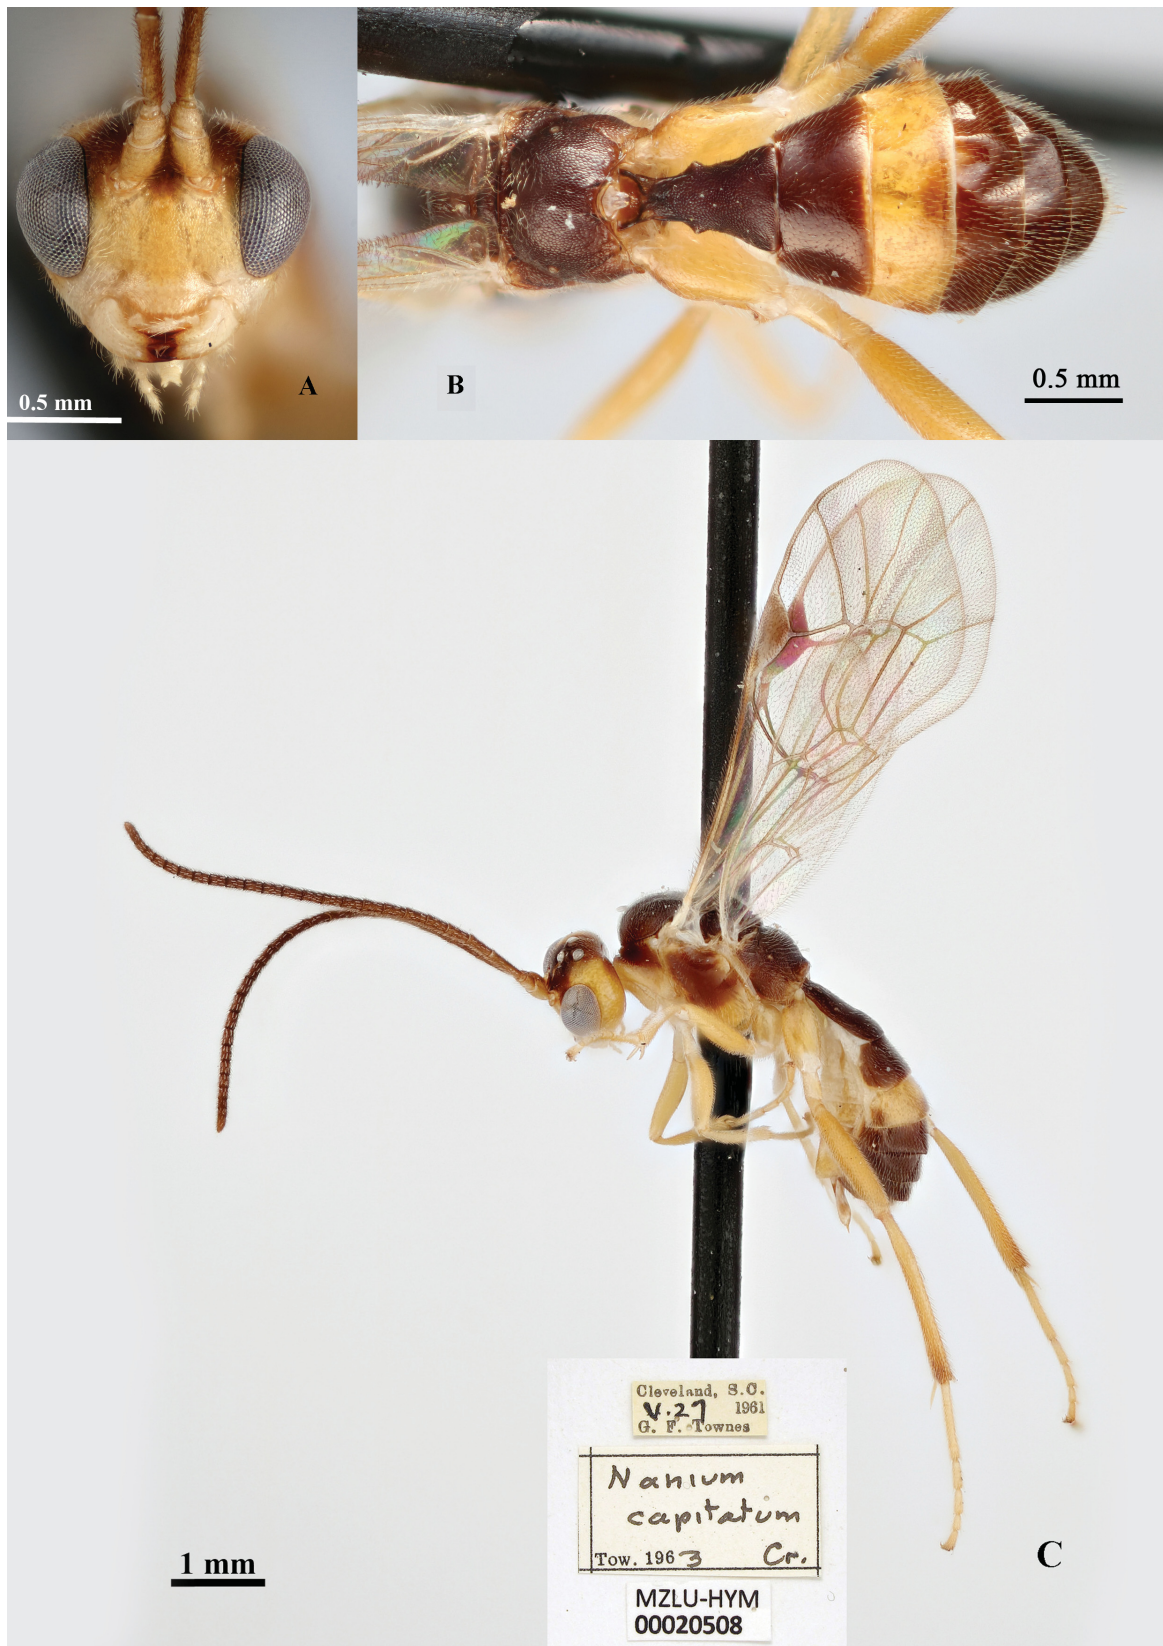 A
0.5 mm
B
0.5 mm
Cleveland, S.C.
V.27 1961
G. F. Townes
Nanium
capitatum
Tow. 1963 Cr.
MZLU-HYM
00020508
1 mm
C